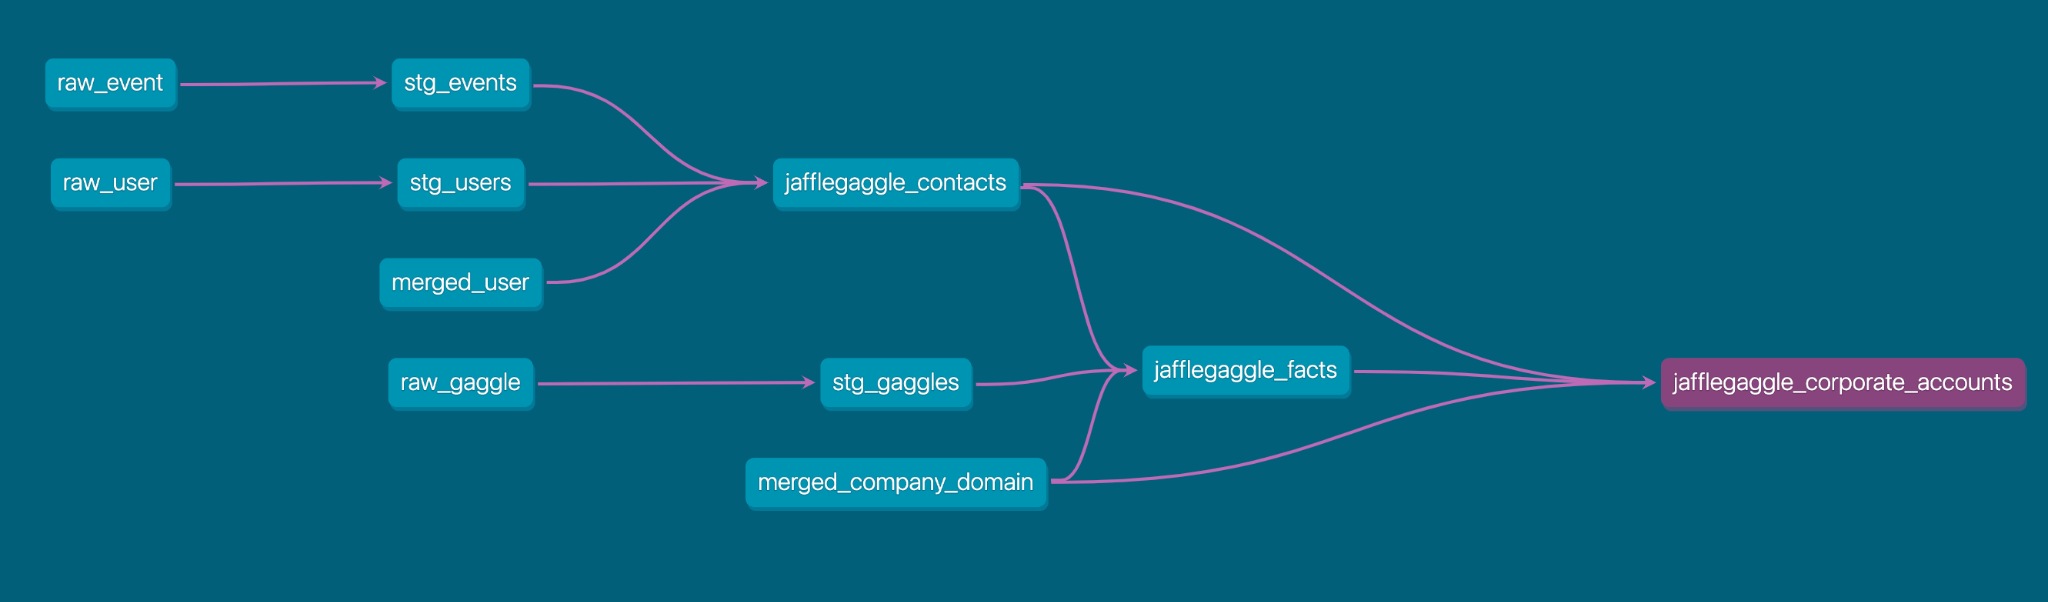 raw_event
stg_events
raw_user
stg_users
jafflegaggle_contacts
merged_user
raw_gaggle
stg_gaggles
jafflegaggle_facts
jafflegaggle_corporate_accounts
merged_company_domain